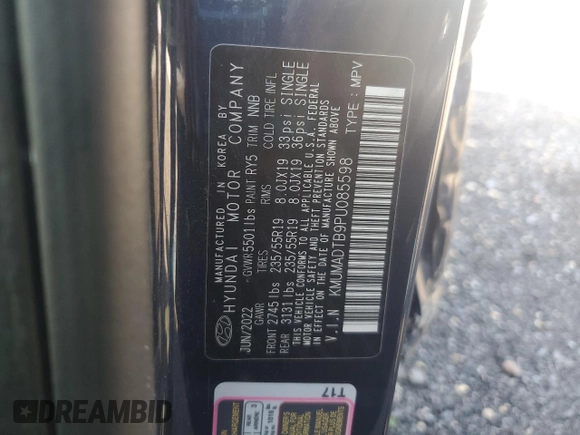 MANUFACTURED IN KOREA BY
HYUNDAI MOTOR COMPANY
JUN/2022 GVWR 5501lbs PAINT RY5 TRIM NNB
GAWR TIRES RMS COLD TIRE INFL
FRONT 2745lbs 235/55R19 8.0JX19 33psi SINGLE
REAR 3131lbs 235/55R19 8.0JX19 36psi SINGLE
THIS VEHICLE CONFORMS TO ALL APPLICABLE U.S.A. FEDERAL
MOTOR VEHICLE SAFETY AND THEFT PREVENTION STANDARDS
IN EFFECT ON THE DATE OF MANUFACTURE SHOWN ABOVE
V.I.N KMUMADTB9PU085598 TYPE: MPV
T17
DREAMBID